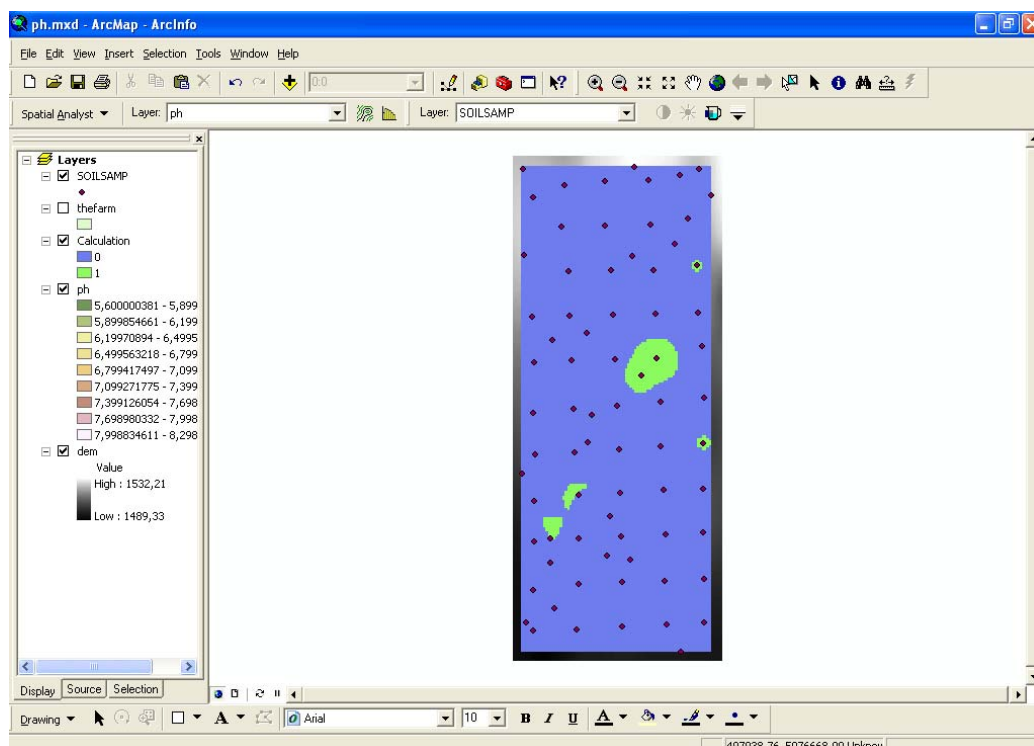 ph.mxd - ArcMap - ArcInfo
File Edit View Insert Selection Tools Window Help
0:0
Spatial Analyst Layer: ph Layer: SOILSAMP
Layers
SOILSAMP
thefarm
Calculation
0
1
ph
5,600000381 - 5,899
5,899854661 - 6,199
6,19970894 - 6,4995
6,499563218 - 6,799
6,799417497 - 7,099
7,099271775 - 7,399
7,399126054 - 7,698
7,698980332 - 7,998
7,998834611 - 8,298
dem
Value
High : 1532,21
Low : 1489,33
Display Source Selection
Drawing A Arial 10 B I U A